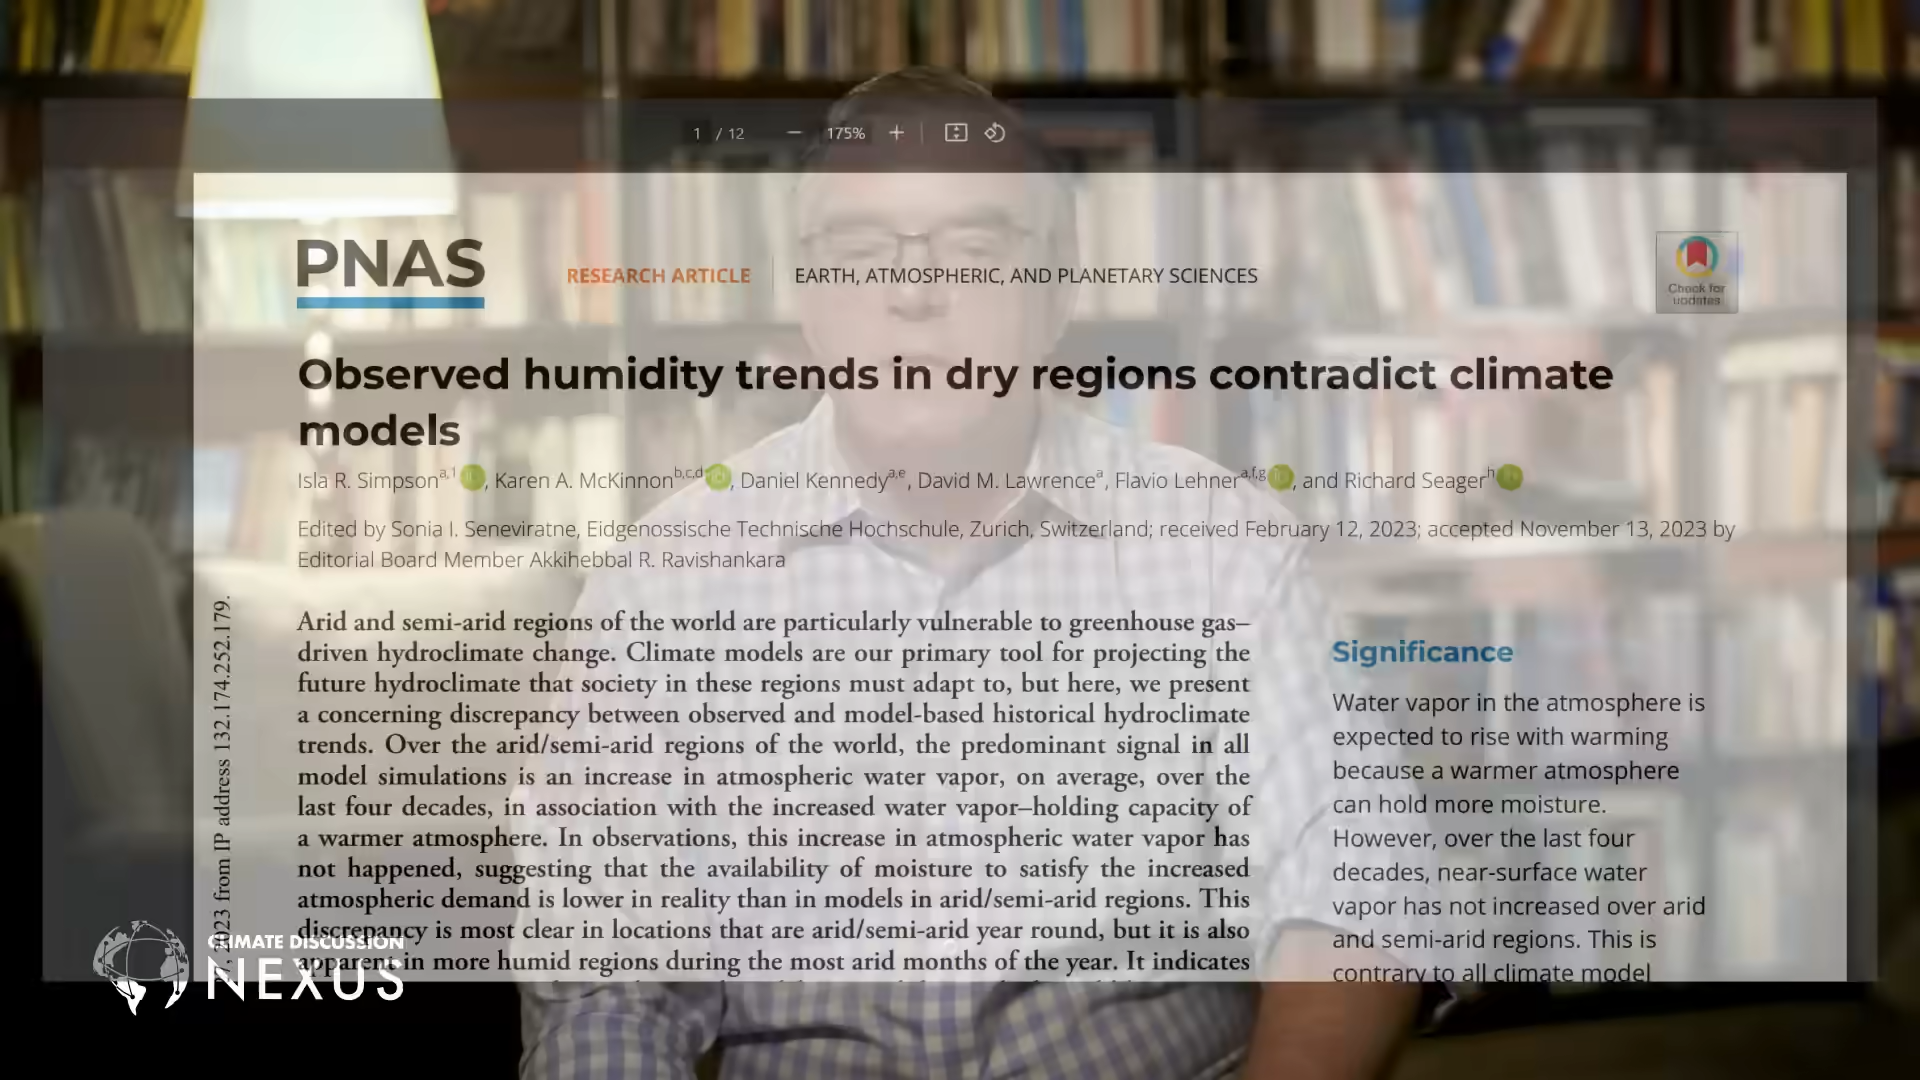 1 / 12 175%
PNAS
RESEARCH ARTICLE EARTH, ATMOSPHERIC, AND PLANETARY SCIENCES
Check for
updates
Observed humidity trends in dry regions contradict climate
models
Isla R. Simpson a,1, Karen A. McKinnon b,c,d, Daniel Kennedy a,e, David M. Lawrence a, Flavio Lehner a,f,g, and Richard Seager h
Edited by Sonia I. Seneviratne, Eidgenossische Technische Hochschule, Zurich, Switzerland; received February 12, 2023; accepted November 13, 2023 by
Editorial Board Member Akkihebbal R. Ravishankara
Arid and semi-arid regions of the world are particularly vulnerable to greenhouse gas–
driven hydroclimate change. Climate models are our primary tool for projecting the
future hydroclimate that society in these regions must adapt to, but here, we present
a concerning discrepancy between observed and model-based historical hydroclimate
trends. Over the arid/semi-arid regions of the world, the predominant signal in all
model simulations is an increase in atmospheric water vapor, on average, over the
last four decades, in association with the increased water vapor–holding capacity of
a warmer atmosphere. In observations, this increase in atmospheric water vapor has
not happened, suggesting that the availability of moisture to satisfy the increased
atmospheric demand is lower in reality than in models in arid/semi-arid regions. This
discrepancy is most clear in locations that are arid/semi-arid year round, but it is also
apparent in more humid regions during the most arid months of the year. It indicates
Significance
Water vapor in the atmosphere is
expected to rise with warming
because a warmer atmosphere
can hold more moisture.
However, over the last four
decades, near-surface water
vapor has not increased over arid
and semi-arid regions. This is
contrary to all climate model
2023 from IP address 132.174.252.179.
CLIMATE DISCUSSION
NEXUS